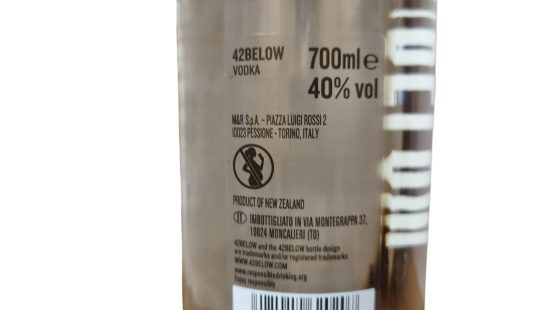 42BELOW
VODKA
700ml e
40% vol
M&R S.p.A. - PIAZZA LUIGI ROSSI 2
10023 PESSIONE - TORINO, ITALY
PRODUCT OF NEW ZEALAND
IT IMBOTTIGLIATO IN VIA MONTEGRAPPA 37,
10024 MONCALIERI (TO)
42BELOW and the 42BELOW bottle design
are trademarks and/or registered trademarks
WWW.42BELOW.COM
www.responsibledrinking.org
Enjoy responsibly